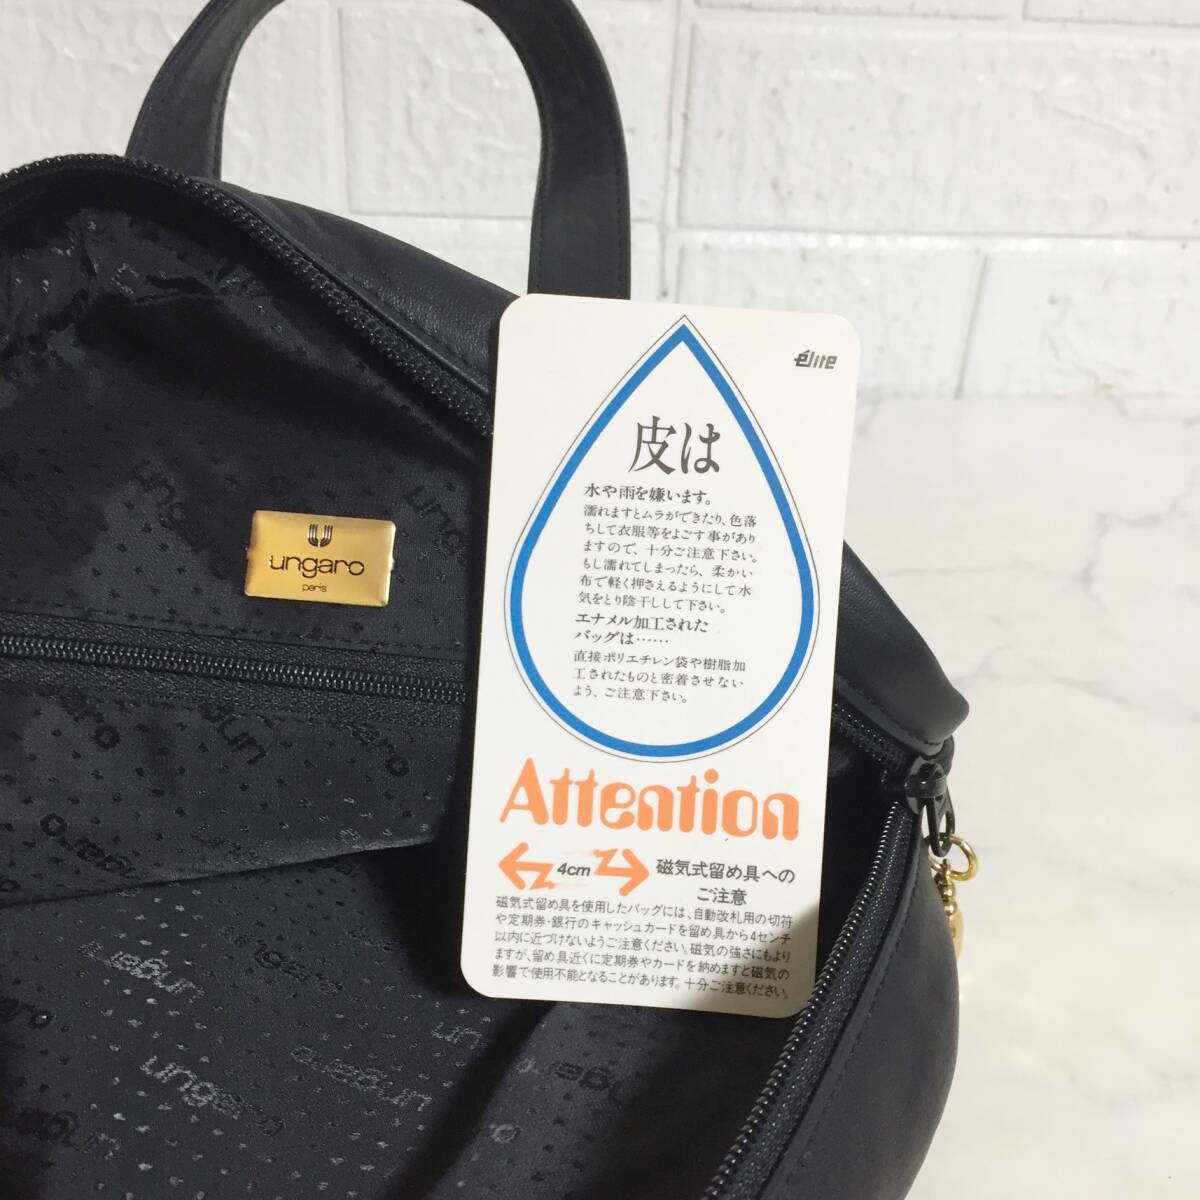 élite
皮は
水や雨を嫌います。
濡れますとムラができたり、色落
ちして衣服等をよごす事があり
ますので、十分ご注意下さい。
もし濡れてしまったら、柔かい
布で軽く押さえるようにして水
気をとり陰干しして下さい。
エナメル加工された
バッグは……
直接ポリエチレン袋や樹脂加
工されたものと密着させない
よう、ご注意下さい。
Attention
4cm
磁気式留め具への
ご注意
磁気式留め具を使用したバッグには、自動改札用の切符
や定期券・銀行のキャッシュカードを留め具から4センチ
以内に近づけないようご注意ください。磁気の強さにもより
ますが、留め具近くに定期券やカードを納めますと磁気の
影響で使用不能となることがあります。十分ご注意ください。
U
ungaro
paris
ungaro
ungaro
ungaro
ungaro
ungaro
ungaro
ungaro